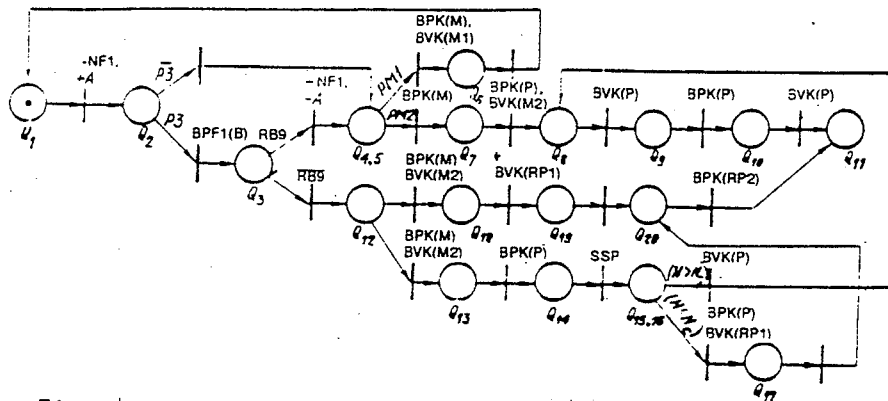 BPK(M),
BVK(M1)
-NF1,
+A
P̅3̅
-NF1,
-A
PM1
BPK(M)
BPK(P),
BVK(M2)
BVK(P)
BPK(P)
BVK(P)
PM2
Q1
Q2
P3
BPF1(B)
RB9
Q4,5
Q7
Q8
Q9
Q10
Q11
Q3
R̅B̅9̅
BPK(M)
BVK(M2)
+
BVK(RP1)
BPK(RP2)
Q12
Q18
Q19
Q20
BPK(M)
BVK(M2)
BPK(P)
SSP
BVK(P)
Q13
Q14
Q15,16
BPK(P)
BVK(RP1)
Q17